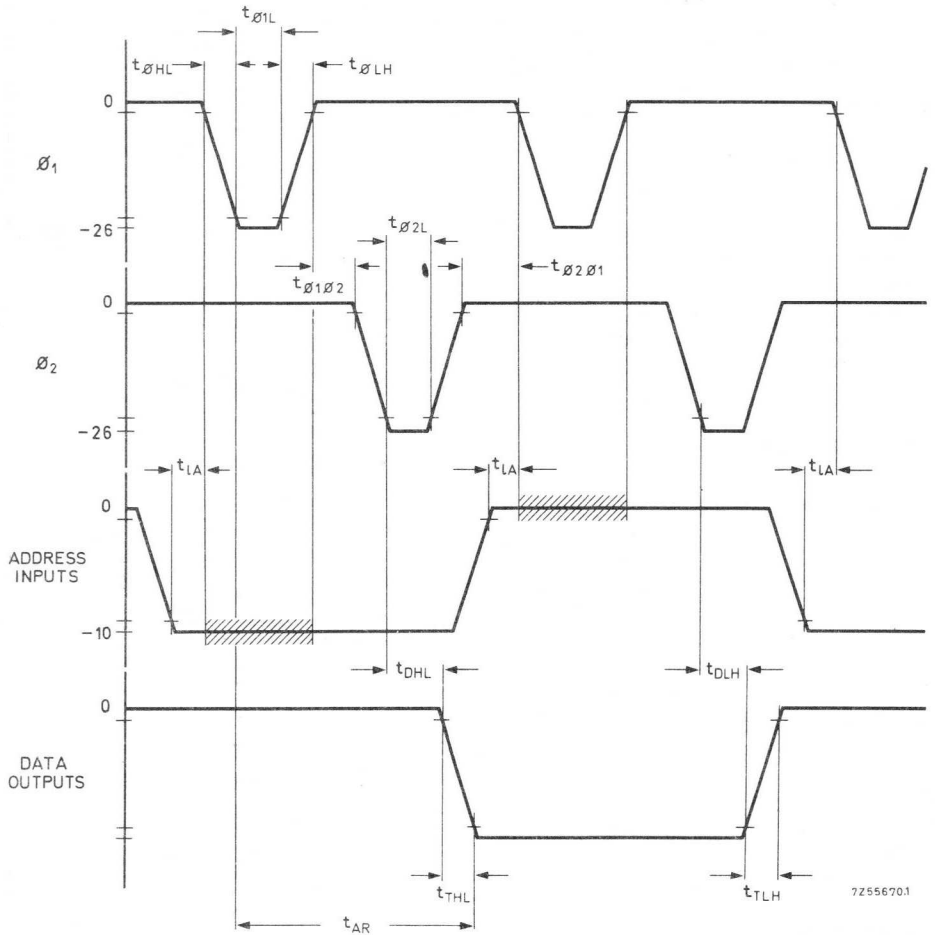 tø1L
tøHL
tøLH
0
ø1
-26
tø2L
tø1ø2
tø2ø1
0
ø2
-26
tlA
tlA
tlA
0
ADDRESS
INPUTS
-10
tDHL
tDLH
0
DATA
OUTPUTS
tTHL
tTLH
7Z55670.1
tAR